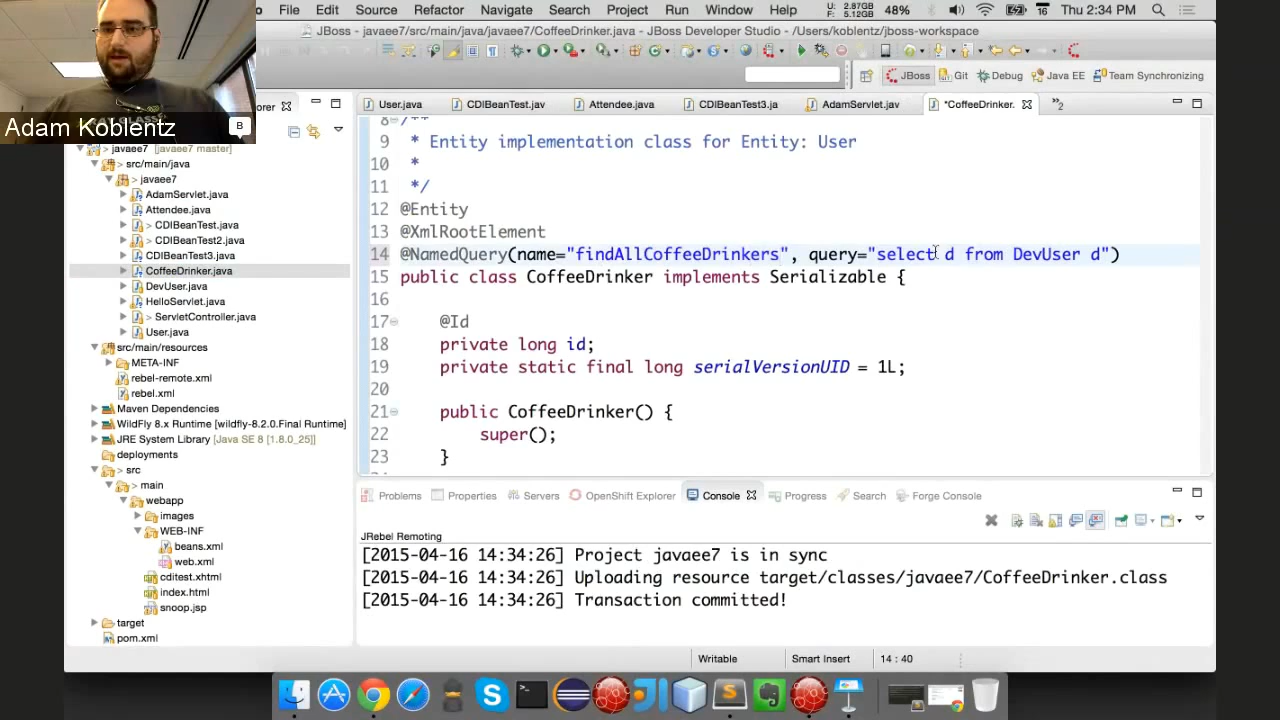 File Edit Source Refactor Navigate Search Project Run Window Help U: 2.87GB F: 5.12GB 48% 16 Thu 2:34 PM
JBoss - javaee7/src/main/java/javaee7/CoffeeDrinker.java - JBoss Developer Studio - /Users/koblentz/jboss-workspace
JBoss Git Debug Java EE Team Synchronizing
Adam Koblentz B
orer User.java CDIBeanTest.jav Attendee.java CDIBeanTest3.ja AdamServlet.jav *CoffeeDrinker. »2
javaee7 [javaee7 master]
> src/main/java
> javaee7
AdamServlet.java
Attendee.java
> CDIBeanTest.java
> CDIBeanTest2.java
CDIBeanTest3.java
CoffeeDrinker.java
DevUser.java
HelloServlet.java
> ServletController.java
User.java
src/main/resources
META-INF
rebel-remote.xml
rebel.xml
Maven Dependencies
WildFly 8.x Runtime [wildfly-8.2.0.Final Runtime]
JRE System Library [Java SE 8 [1.8.0_25]]
deployments
> src
> main
webapp
images
WEB-INF
beans.xml
web.xml
cditest.xhtml
index.html
snoop.jsp
target
pom.xml
8 /**
9 * Entity implementation class for Entity: User
10 *
11 */
12 @Entity
13 @XmlRootElement
14 @NamedQuery(name="findAllCoffeeDrinkers", query="select d from DevUser d")
15 public class CoffeeDrinker implements Serializable {
16
17 @Id
18 private long id;
19 private static final long serialVersionUID = 1L;
20
21 public CoffeeDrinker() {
22 super();
23 }
Problems Properties Servers OpenShift Explorer Console Progress Search Forge Console
JRebel Remoting
[2015-04-16 14:34:26] Project javaee7 is in sync
[2015-04-16 14:34:26] Uploading resource target/classes/javaee7/CoffeeDrinker.class
[2015-04-16 14:34:26] Transaction committed!
Writable Smart Insert 14 : 40